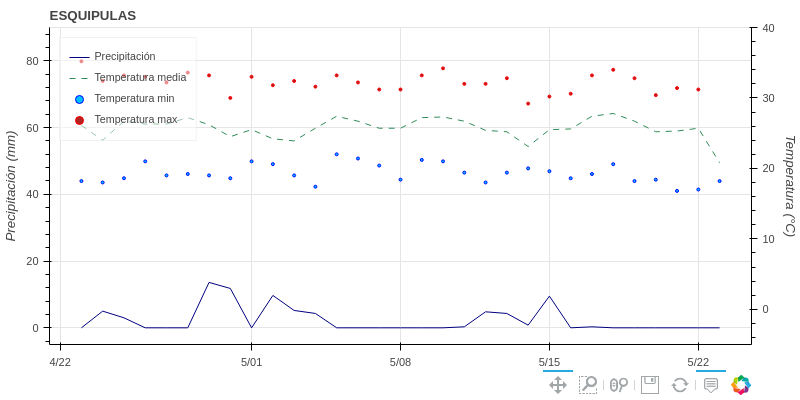 ESQUIPULAS
Precipitación
Temperatura media
Temperatura min
Temperatura max
Precipitación (mm)
80
60
40
20
0
Temperatura (°C)
40
30
20
10
0
4/22
5/01
5/08
5/15
5/22